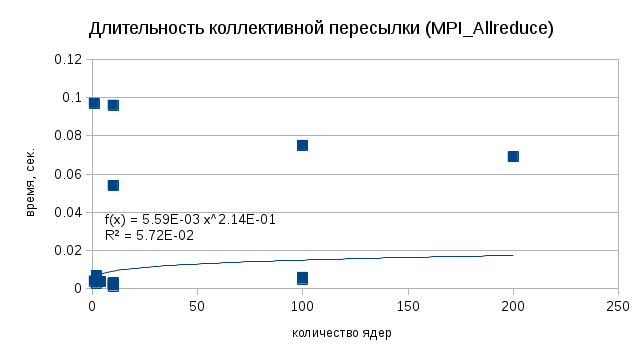 Длительность коллективной пересылки (MPI_Allreduce)
0.12
0.1
0.08
0.06
0.04
0.02
0
время, сек.
f(x) = 5.59E-03 x^2.14E-01
R² = 5.72E-02
0 50 100 150 200 250
количество ядер